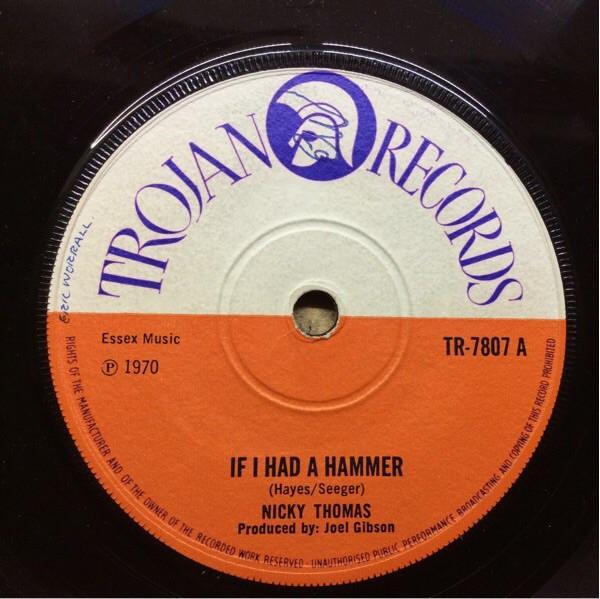 TROJAN RECORDS
ERIC WORRALL
Essex Music
℗ 1970
TR-7807 A
IF I HAD A HAMMER
(Hayes/Seeger)
NICKY THOMAS
Produced by: Joel Gibson
RIGHTS OF THE MANUFACTURER AND OF THE OWNER OF THE RECORDED WORK RESERVED - UNAUTHORISED PUBLIC PERFORMANCE BROADCASTING AND COPYING OF THIS RECORD PROHIBITED